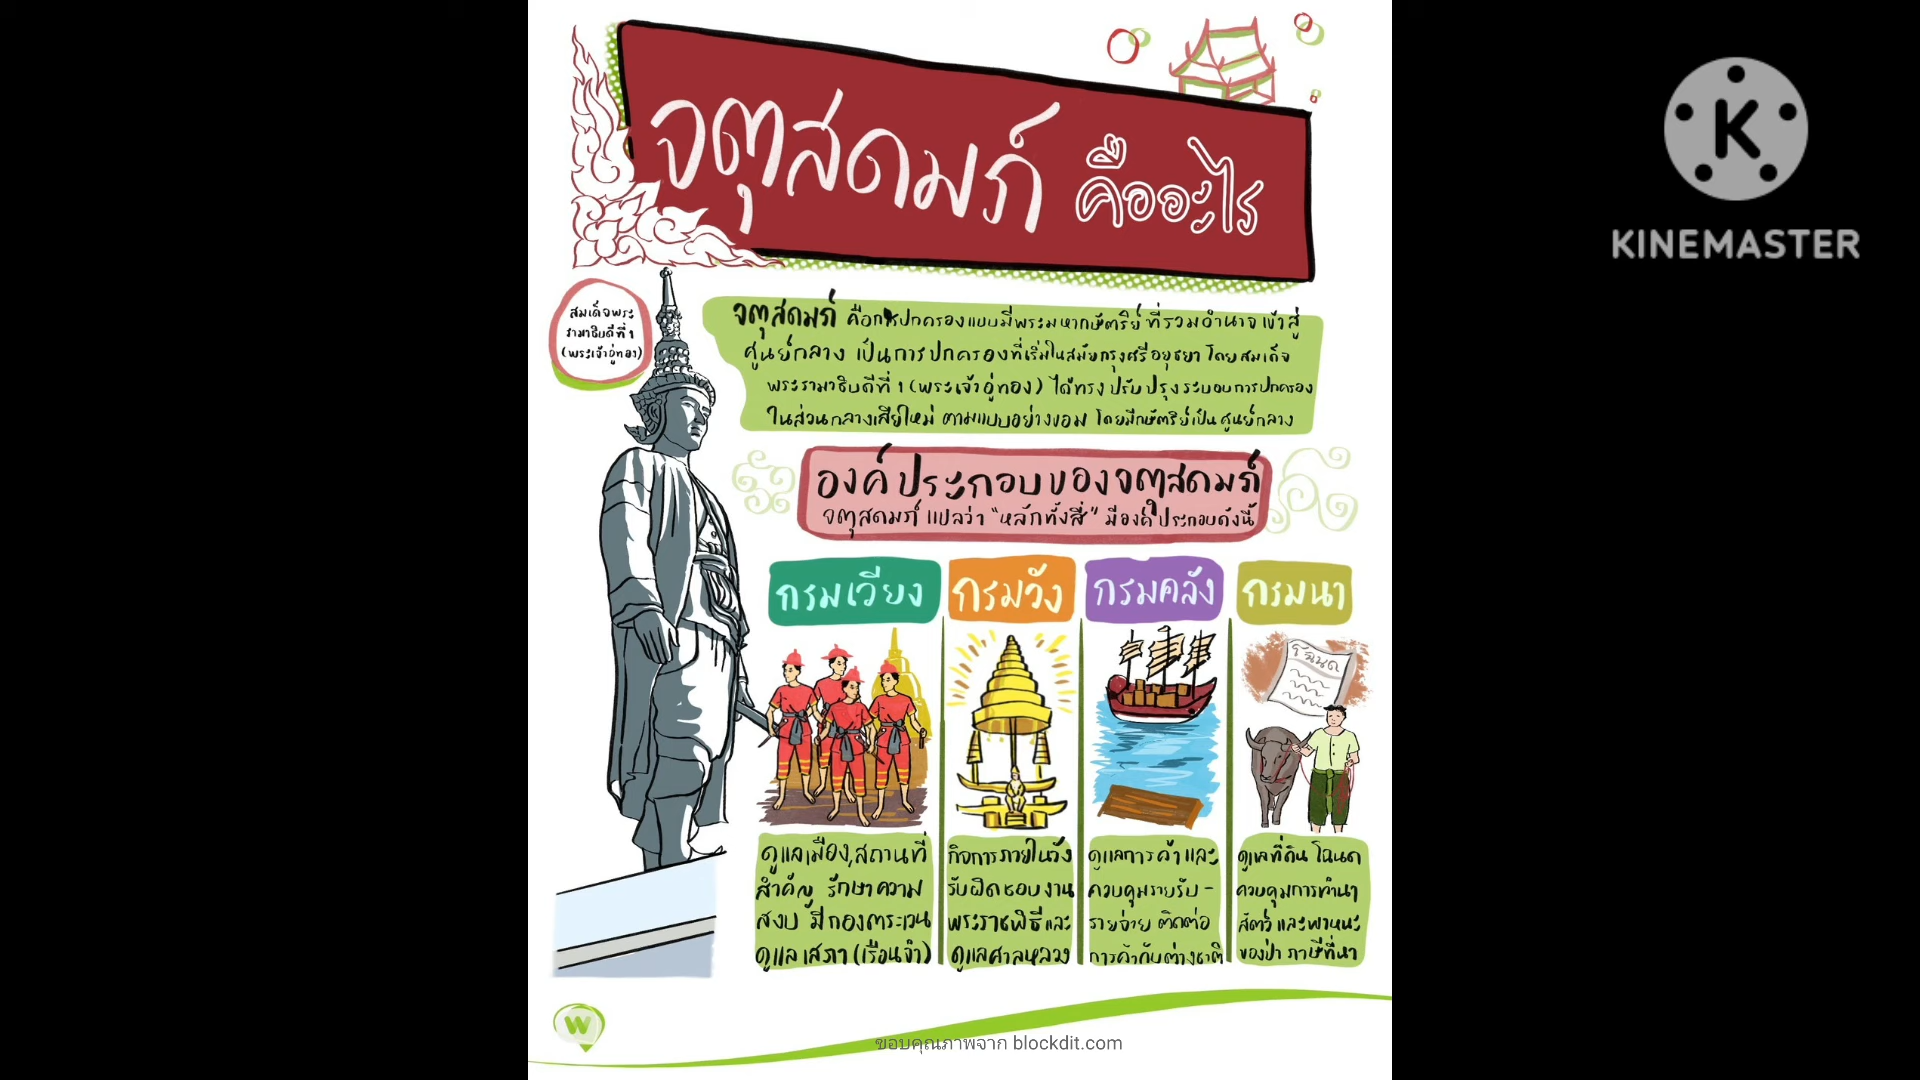 จตุสดมภ์ คืออะไร
KINEMASTER
สมเด็จพระ
รามาธิบดีที่ 1
(พระเจ้าอู่ทอง)
จตุสดมภ์ คือการปกครองแบบมีพระมหากษัตริย์ ที่รวมอำนาจเข้าสู่
ศูนย์กลาง เป็นการปกครองที่เริ่มในสมัยกรุงศรีอยุธยา โดยสมเด็จ
พระรามาธิบดีที่ 1 (พระเจ้าอู่ทอง) ได้ทรงปรับปรุงระบอบการปกครอง
ในส่วนกลางเสียใหม่ ตามแบบอย่างขอม โดยมีกษัตริย์เป็นศูนย์กลาง
องค์ประกอบของจตุสดมภ์
จตุสดมภ์ แปลว่า "หลักทั้งสี่" มีองค์ประกอบดังนี้
กรมเวียง กรมวัง กรมคลัง กรมนา
โฉนด
ดูแลเมือง,สถานที่
สำคัญ รักษาความ
สงบ มีกองตระเวน
ดูแลเสภา (เรือนจำ)
กิจการภายในวัง
รับผิดชอบงาน
พระราชพิธีและ
ดูแลศาลหลวง
ดูแลการค้าและ
ควบคุมรายรับ -
รายจ่าย ติดต่อ
การค้ากับต่างชาติ
ดูแลที่ดิน โฉนด
ควบคุมการทำนา
สัตว์ และพาหนะ
ของป่า ภาษีที่นา
W
ขอบคุณภาพจาก blockdit.com